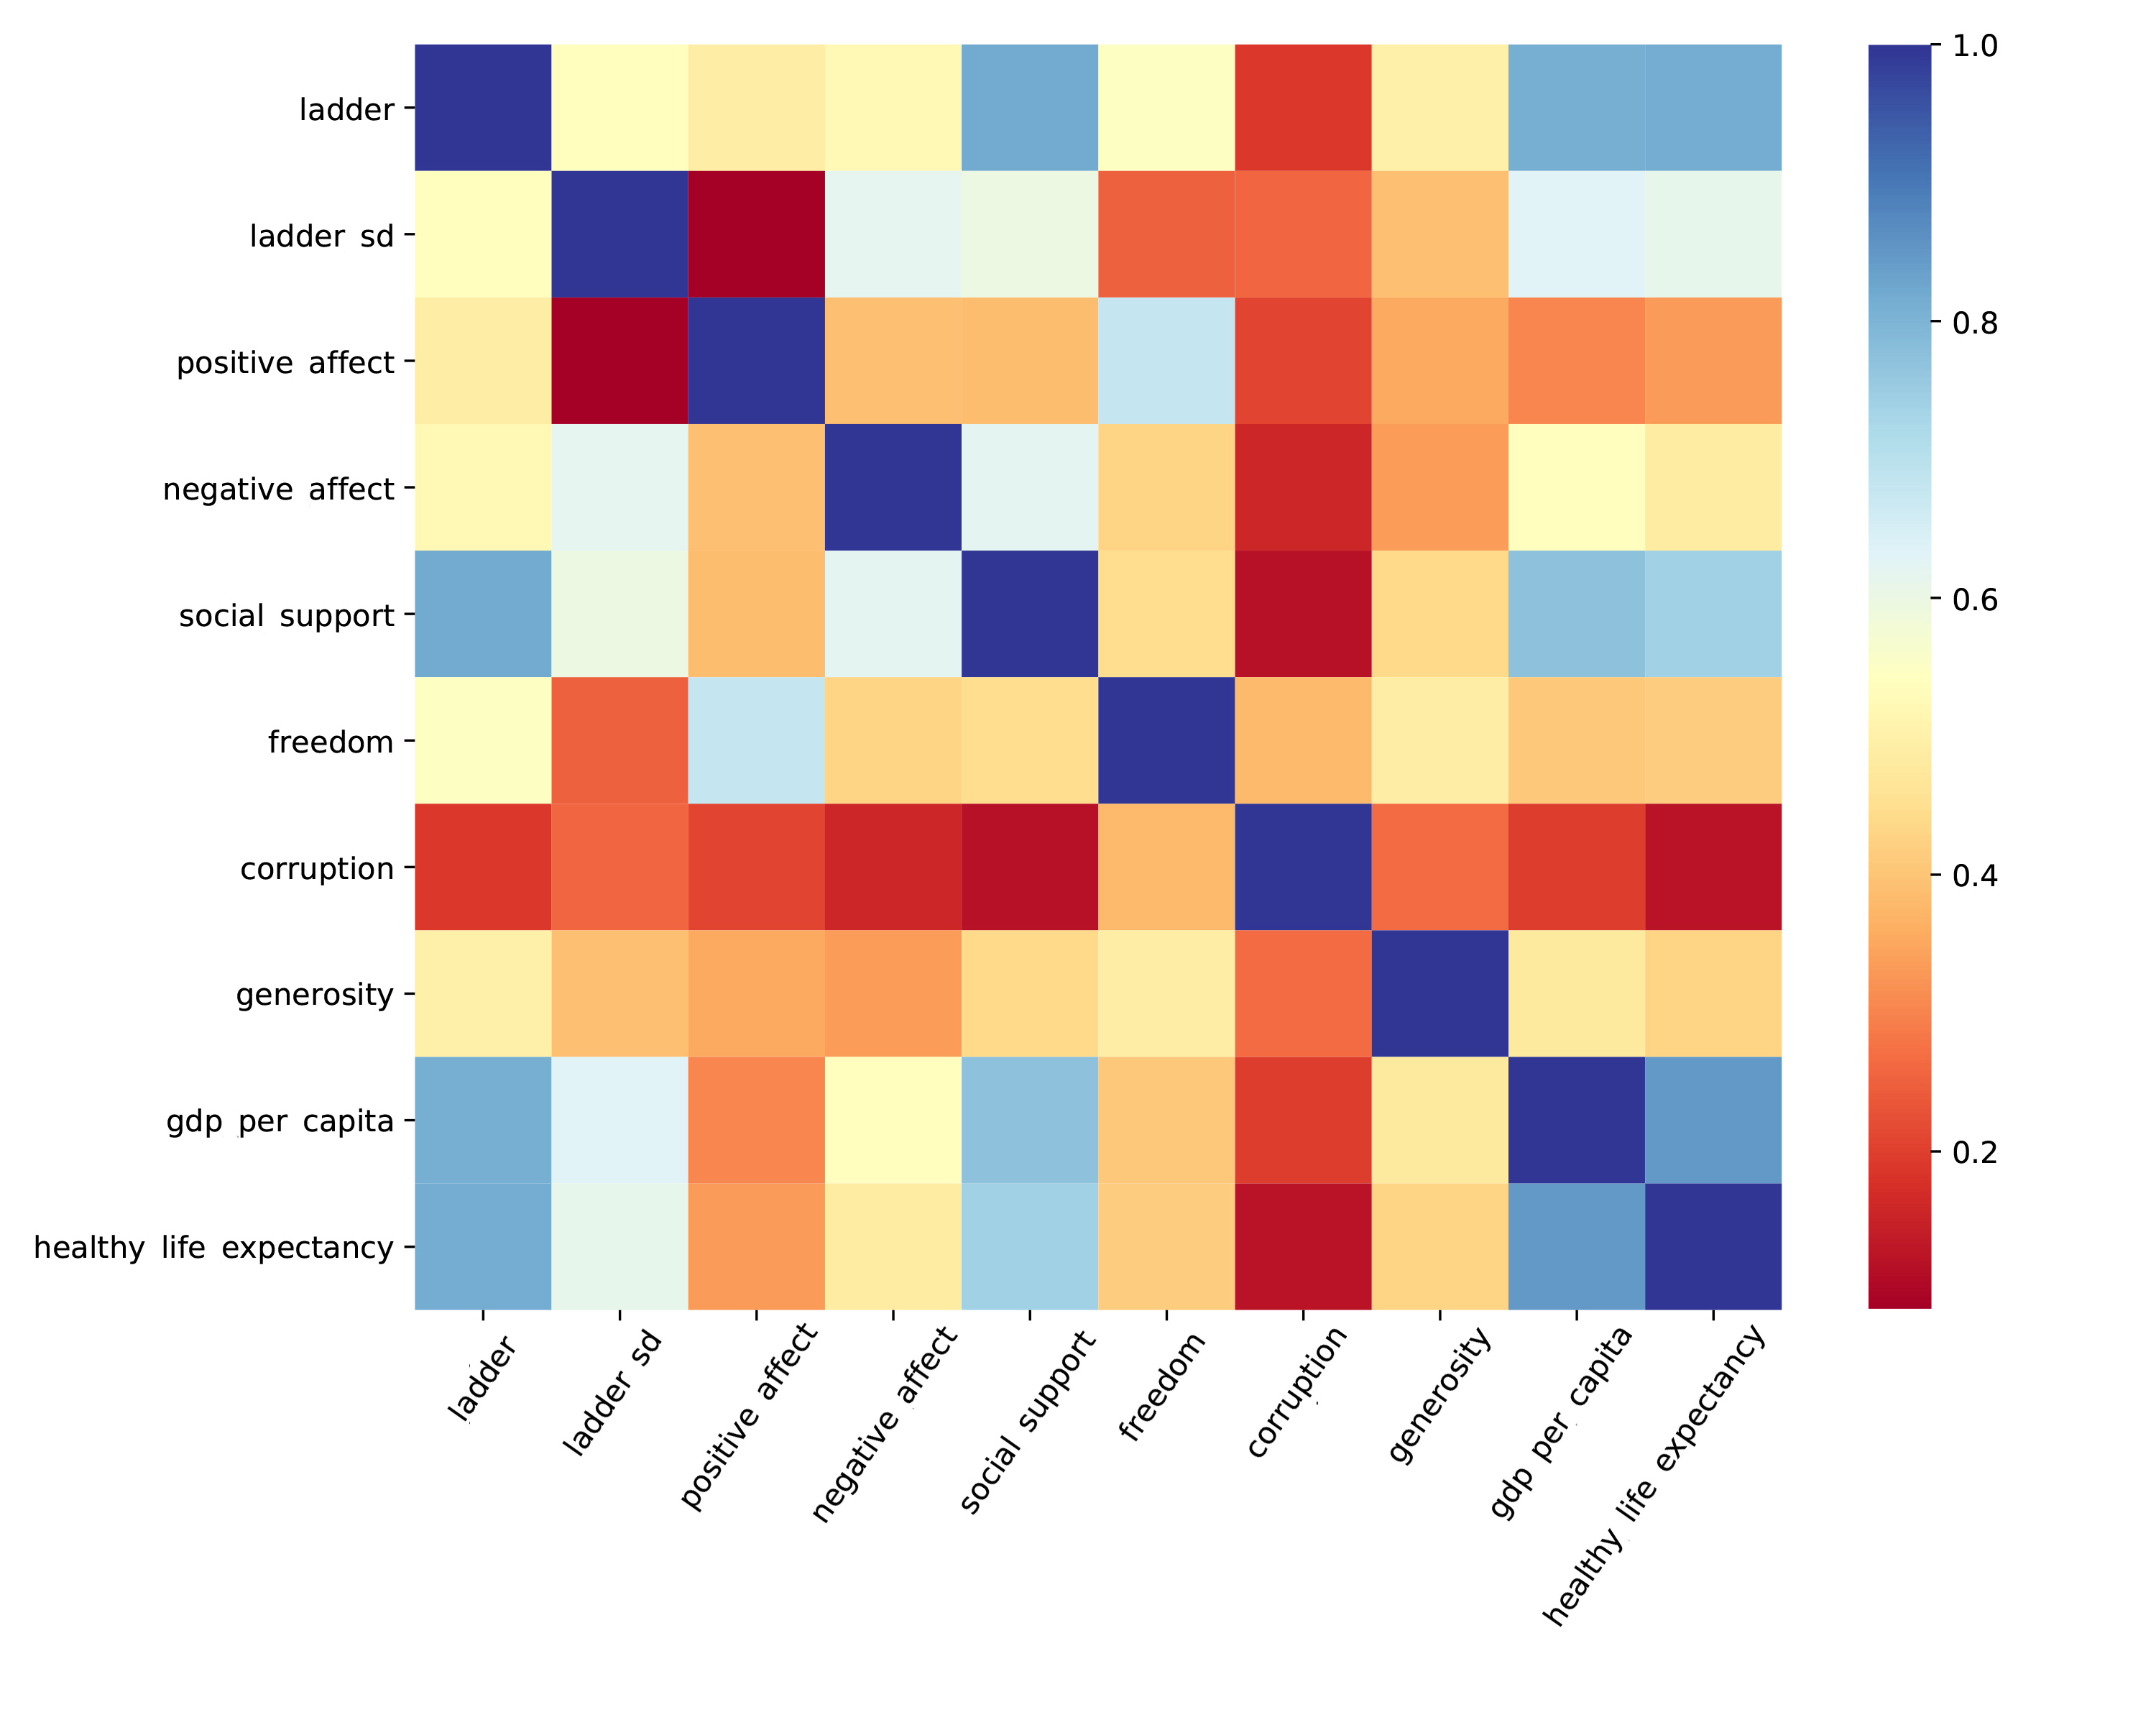 ladder
ladder sd
positive affect
negative affect
social support
freedom
corruption
generosity
gdp per capita
healthy life expectancy
ladder
ladder sd
positive affect
negative affect
social support
freedom
corruption
generosity
gdp per capita
healthy life expectancy
1.0
0.8
0.6
0.4
0.2